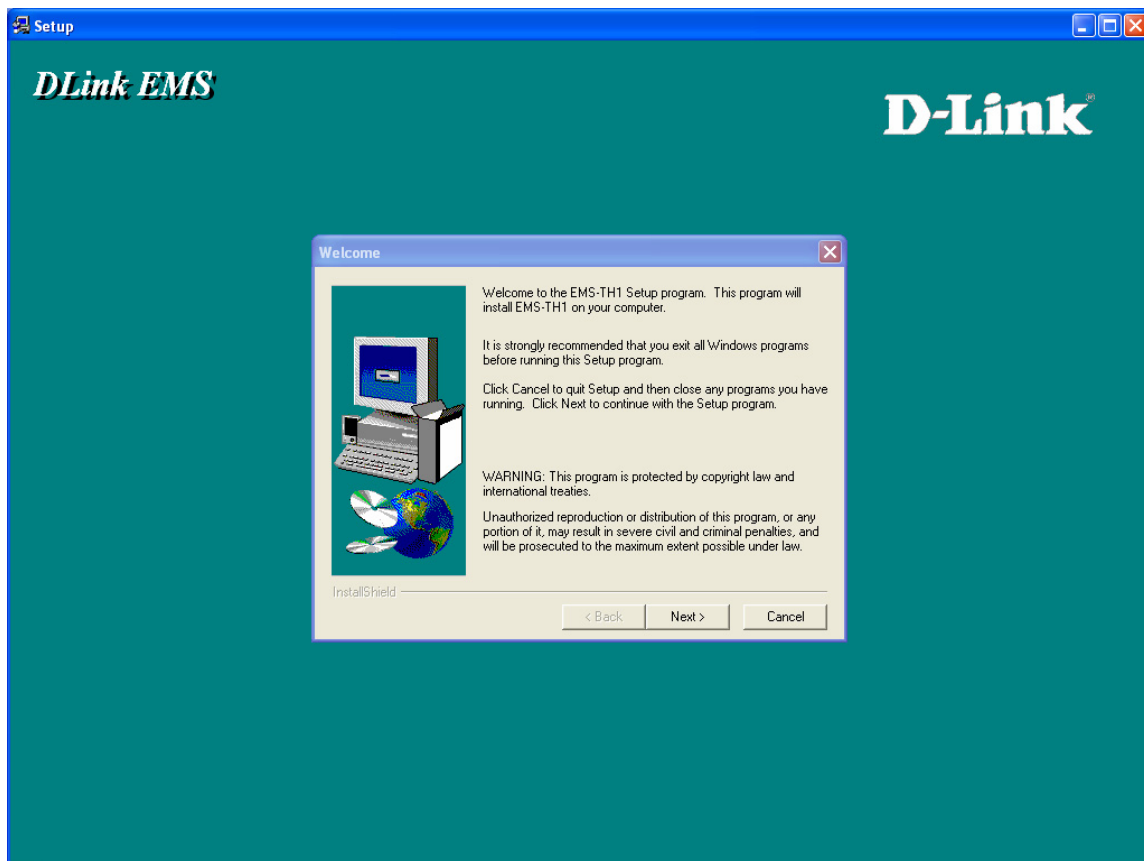 Setup
DLink EMS
D-Link®
Welcome
Welcome to the EMS-TH1 Setup program. This program will
install EMS-TH1 on your computer.
It is strongly recommended that you exit all Windows programs
before running this Setup program.
Click Cancel to quit Setup and then close any programs you have
running. Click Next to continue with the Setup program.
WARNING: This program is protected by copyright law and
international treaties.
Unauthorized reproduction or distribution of this program, or any
portion of it, may result in severe civil and criminal penalties, and
will be prosecuted to the maximum extent possible under law.
InstallShield
< Back
Next >
Cancel